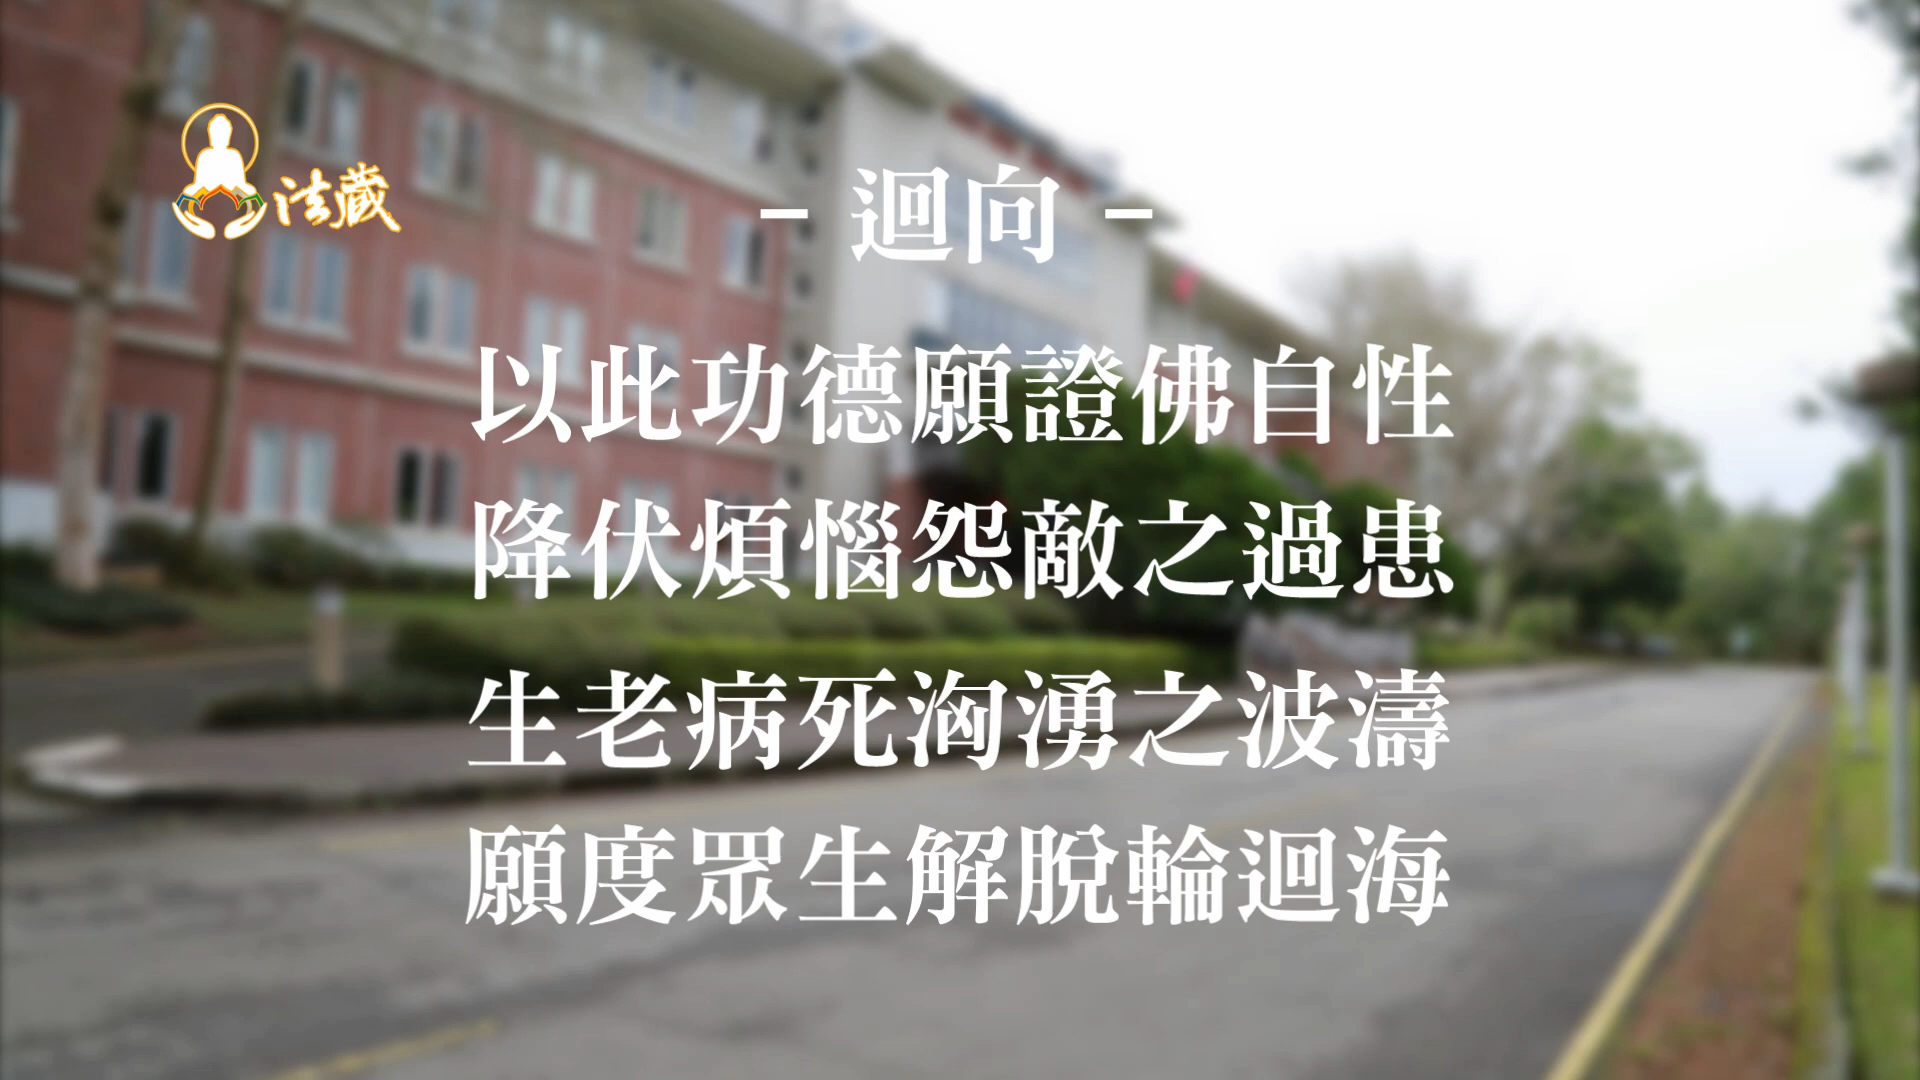 法藏
- 迴向 -
以此功德願證佛自性
降伏煩惱怨敵之過患
生老病死洶湧之波濤
願度眾生解脫輪迴海